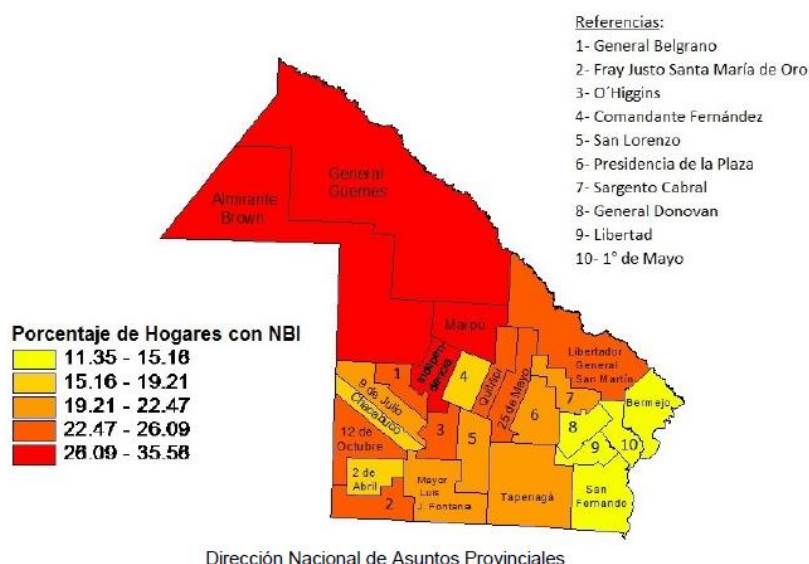 Referencias:
1- General Belgrano
2- Fray Justo Santa María de Oro
3- O´Higgins
4- Comandante Fernández
5- San Lorenzo
6- Presidencia de la Plaza
7- Sargento Cabral
8- General Donovan
9- Libertad
10- 1° de Mayo
General
Güemes
Almirante
Brown
Maipú
Indepen-
dencia
Libertador
General
San Martín
Quitilipi
25 de Mayo
Bermejo
1
4
9 de Julio
Chacabuco
12 de
Octubre
3
5
6
7
8
9
10
2 de
Abril
2
Mayor
Luis
J. Fontana
Tapenagá
San
Fernando
Porcentaje de Hogares con NBI
11.35 - 15.16
15.16 - 19.21
19.21 - 22.47
22.47 - 26.09
26.09 - 35.56
Dirección Nacional de Asuntos Provinciales